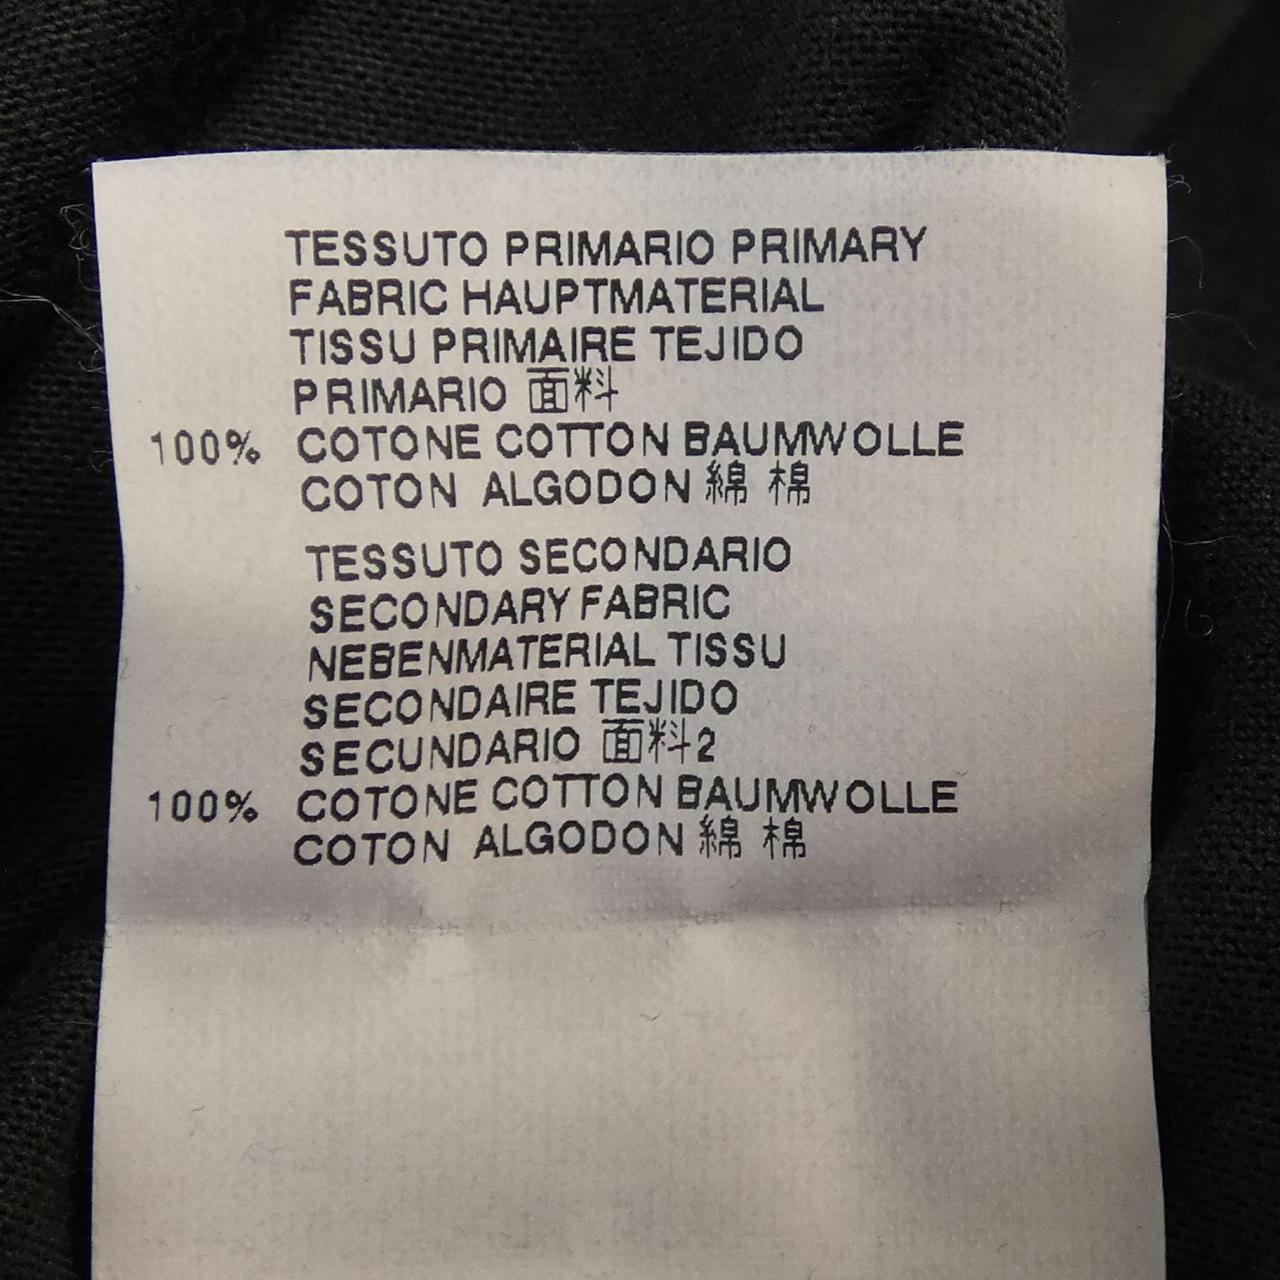 TESSUTO PRIMARIO PRIMARY
FABRIC HAUPTMATERIAL
TISSU PRIMAIRE TEJIDO
PRIMARIO 面料
100% COTONE COTTON BAUMWOLLE
COTON ALGODON 綿 棉
TESSUTO SECONDARIO
SECONDARY FABRIC
NEBENMATERIAL TISSU
SECONDAIRE TEJIDO
SECUNDARIO 面料2
100% COTONE COTTON BAUMWOLLE
COTON ALGODON 綿 棉